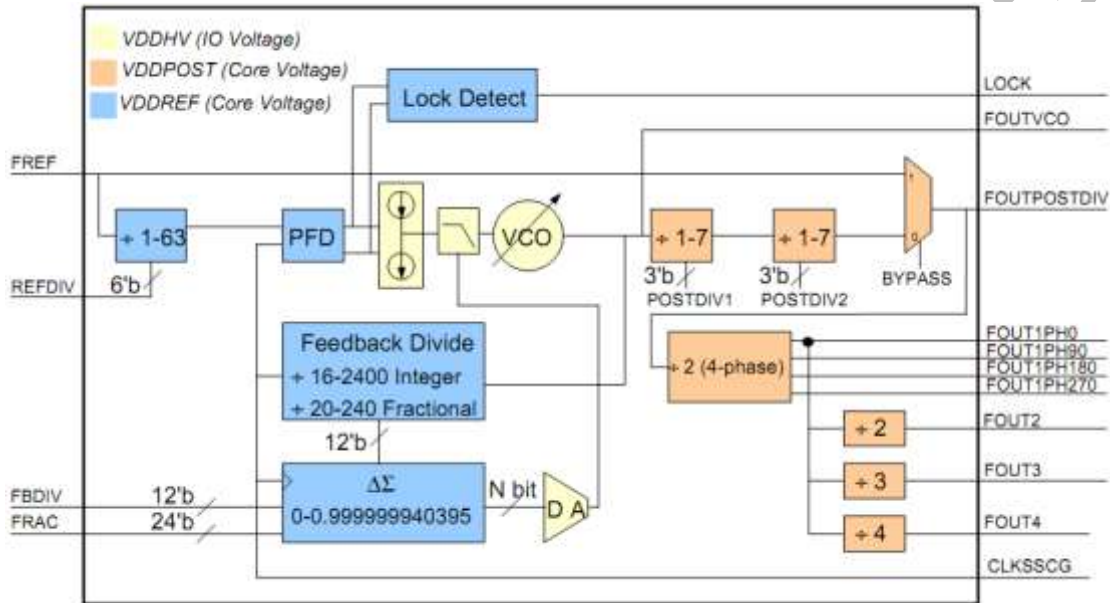 VDDHV (IO Voltage)
VDDPOST (Core Voltage)
VDDREF (Core Voltage)
Lock Detect
LOCK
FOUTVCO
FREF
1
FOUTPOSTDIV
÷ 1-63
PFD
VCO
÷ 1-7
÷ 1-7
0
REFDIV
6'b
3'b
POSTDIV1
3'b
POSTDIV2
BYPASS
Feedback Divide
÷ 16-2400 Integer
÷ 20-240 Fractional
÷ 2 (4-phase)
FOUT1PH0
FOUT1PH90
FOUT1PH180
FOUT1PH270
12'b
÷ 2
FOUT2
FBDIV
12'b
ΔΣ
N bit
D A
÷ 3
FOUT3
FRAC
24'b
0-0.999999940395
÷ 4
FOUT4
CLKSSCG